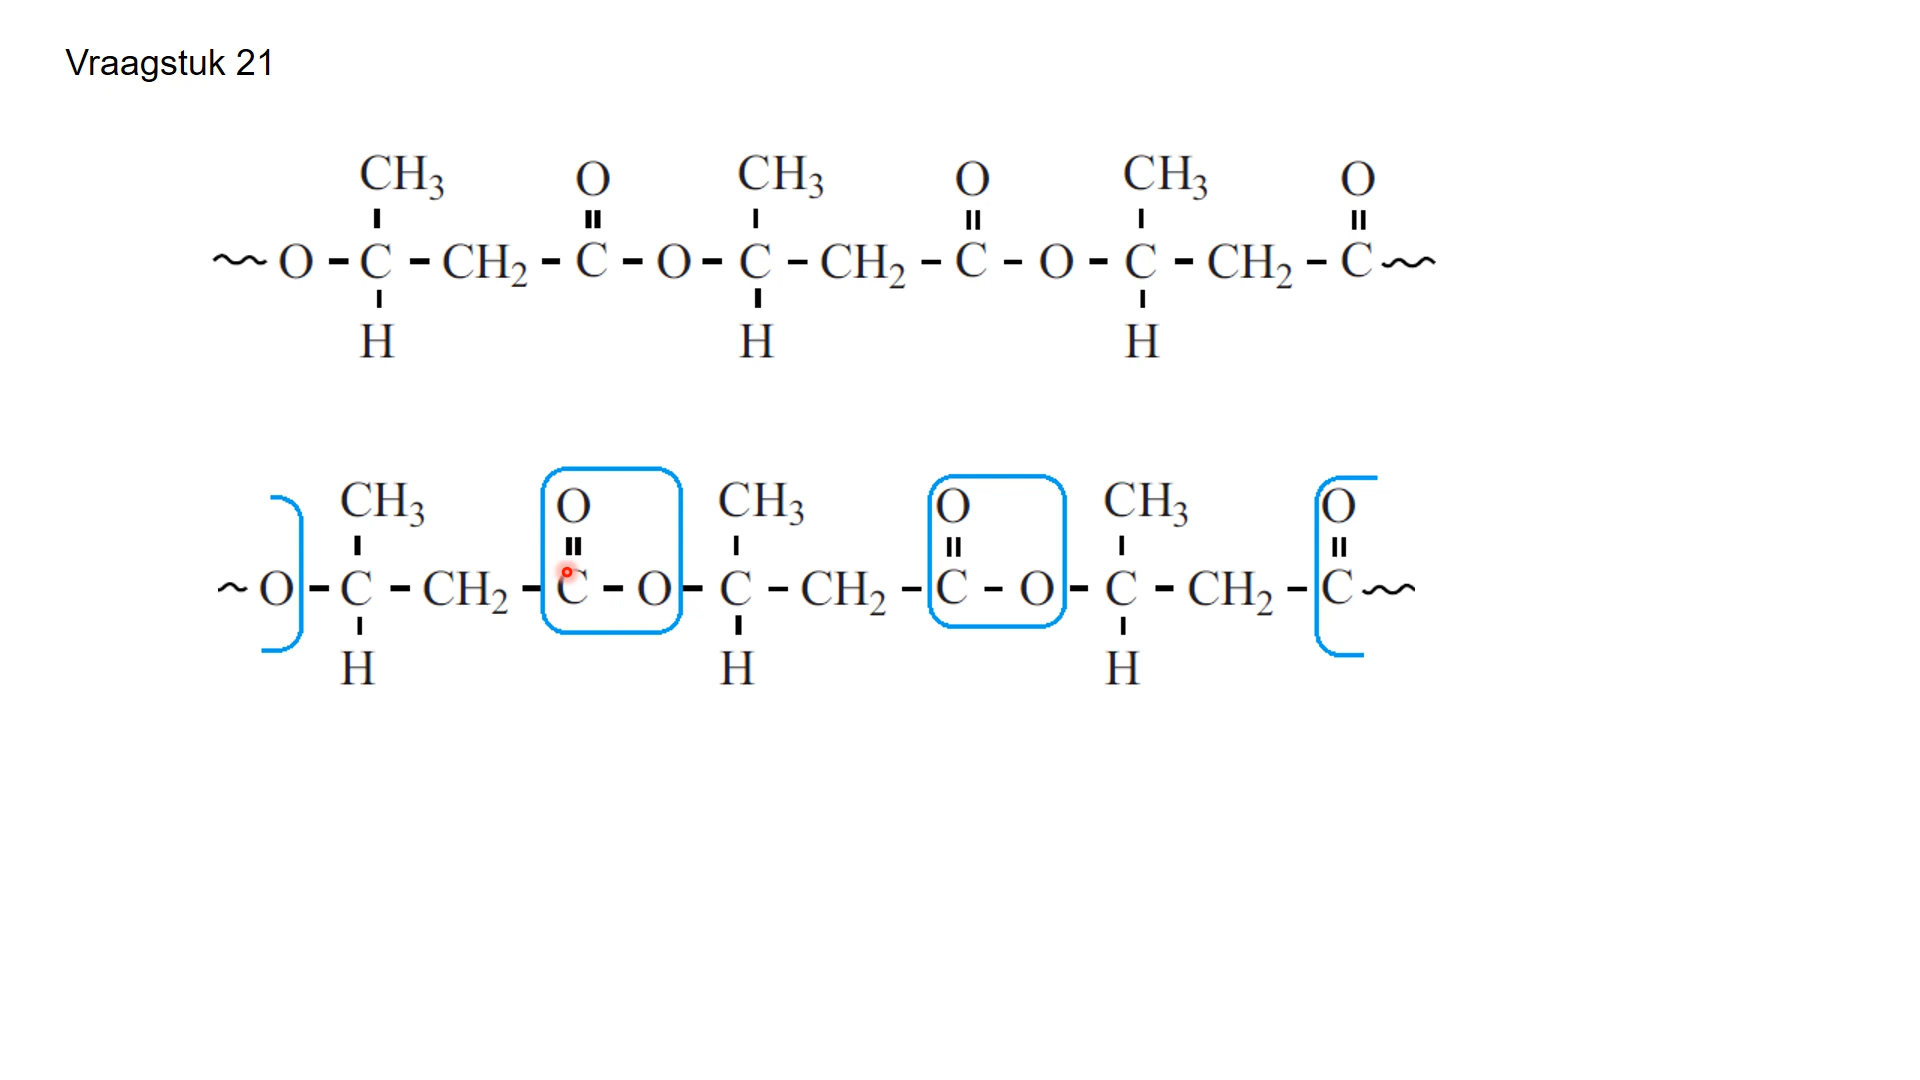 Vraagstuk 21
CH₃ O CH₃ O CH₃ O
O - C - CH₂ - C - O - C - CH₂ - C - O - C - CH₂ - C
H H H
CH₃ O CH₃ O CH₃ O
~ O - C - CH₂ - C - O - C - CH₂ - C - O - C - CH₂ - C
H H H